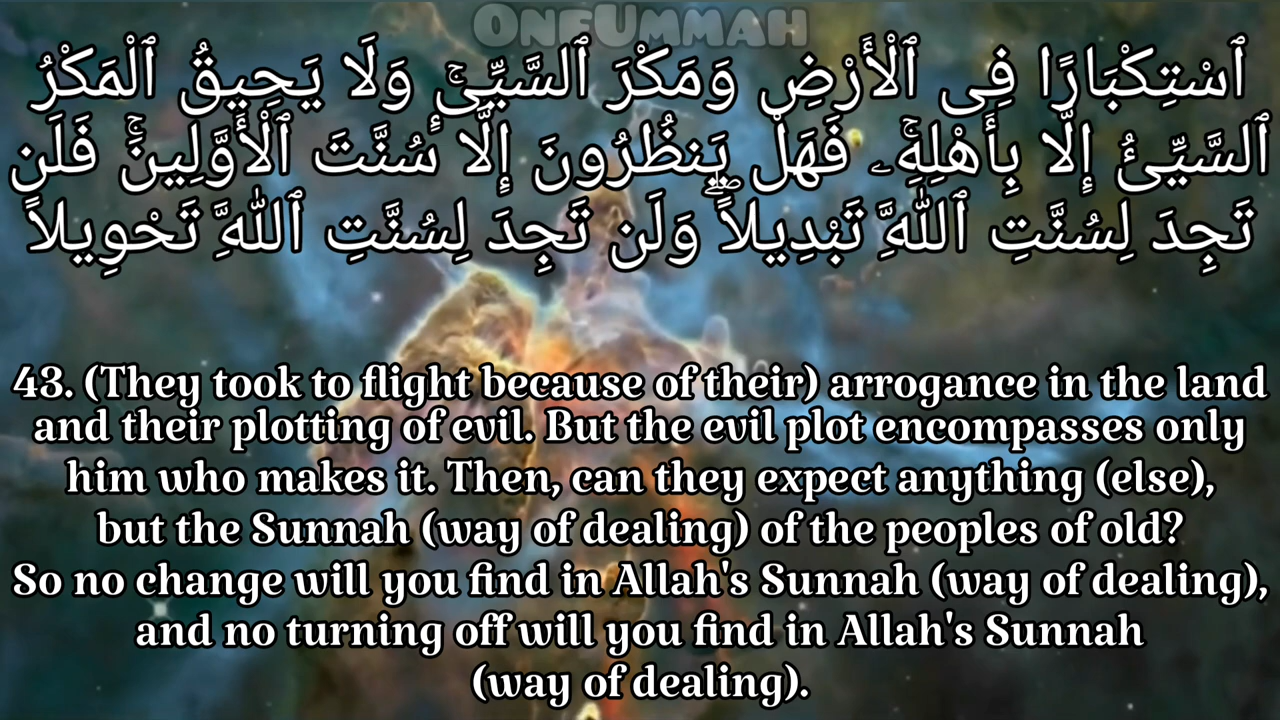 OneUmmah
ٱسْتِكْبَارًا فِى ٱلْأَرْضِ وَمَكْرَ ٱلسَّيِّئِۚ وَلَا يَحِيقُ ٱلْمَكْرُ
ٱلسَّيِّئُ إِلَّا بِأَهْلِهِۦۚ فَهَلْ يَنظُرُونَ إِلَّا سُنَّتَ ٱلْأَوَّلِينَۚ فَلَن
تَجِدَ لِسُنَّتِ ٱللَّهِ تَبْدِيلاًۖ وَلَن تَجِدَ لِسُنَّتِ ٱللَّهِ تَحْوِيلاً
43. (They took to flight because of their) arrogance in the land
and their plotting of evil. But the evil plot encompasses only
him who makes it. Then, can they expect anything (else),
but the Sunnah (way of dealing) of the peoples of old?
So no change will you find in Allah's Sunnah (way of dealing),
and no turning off will you find in Allah's Sunnah
(way of dealing).